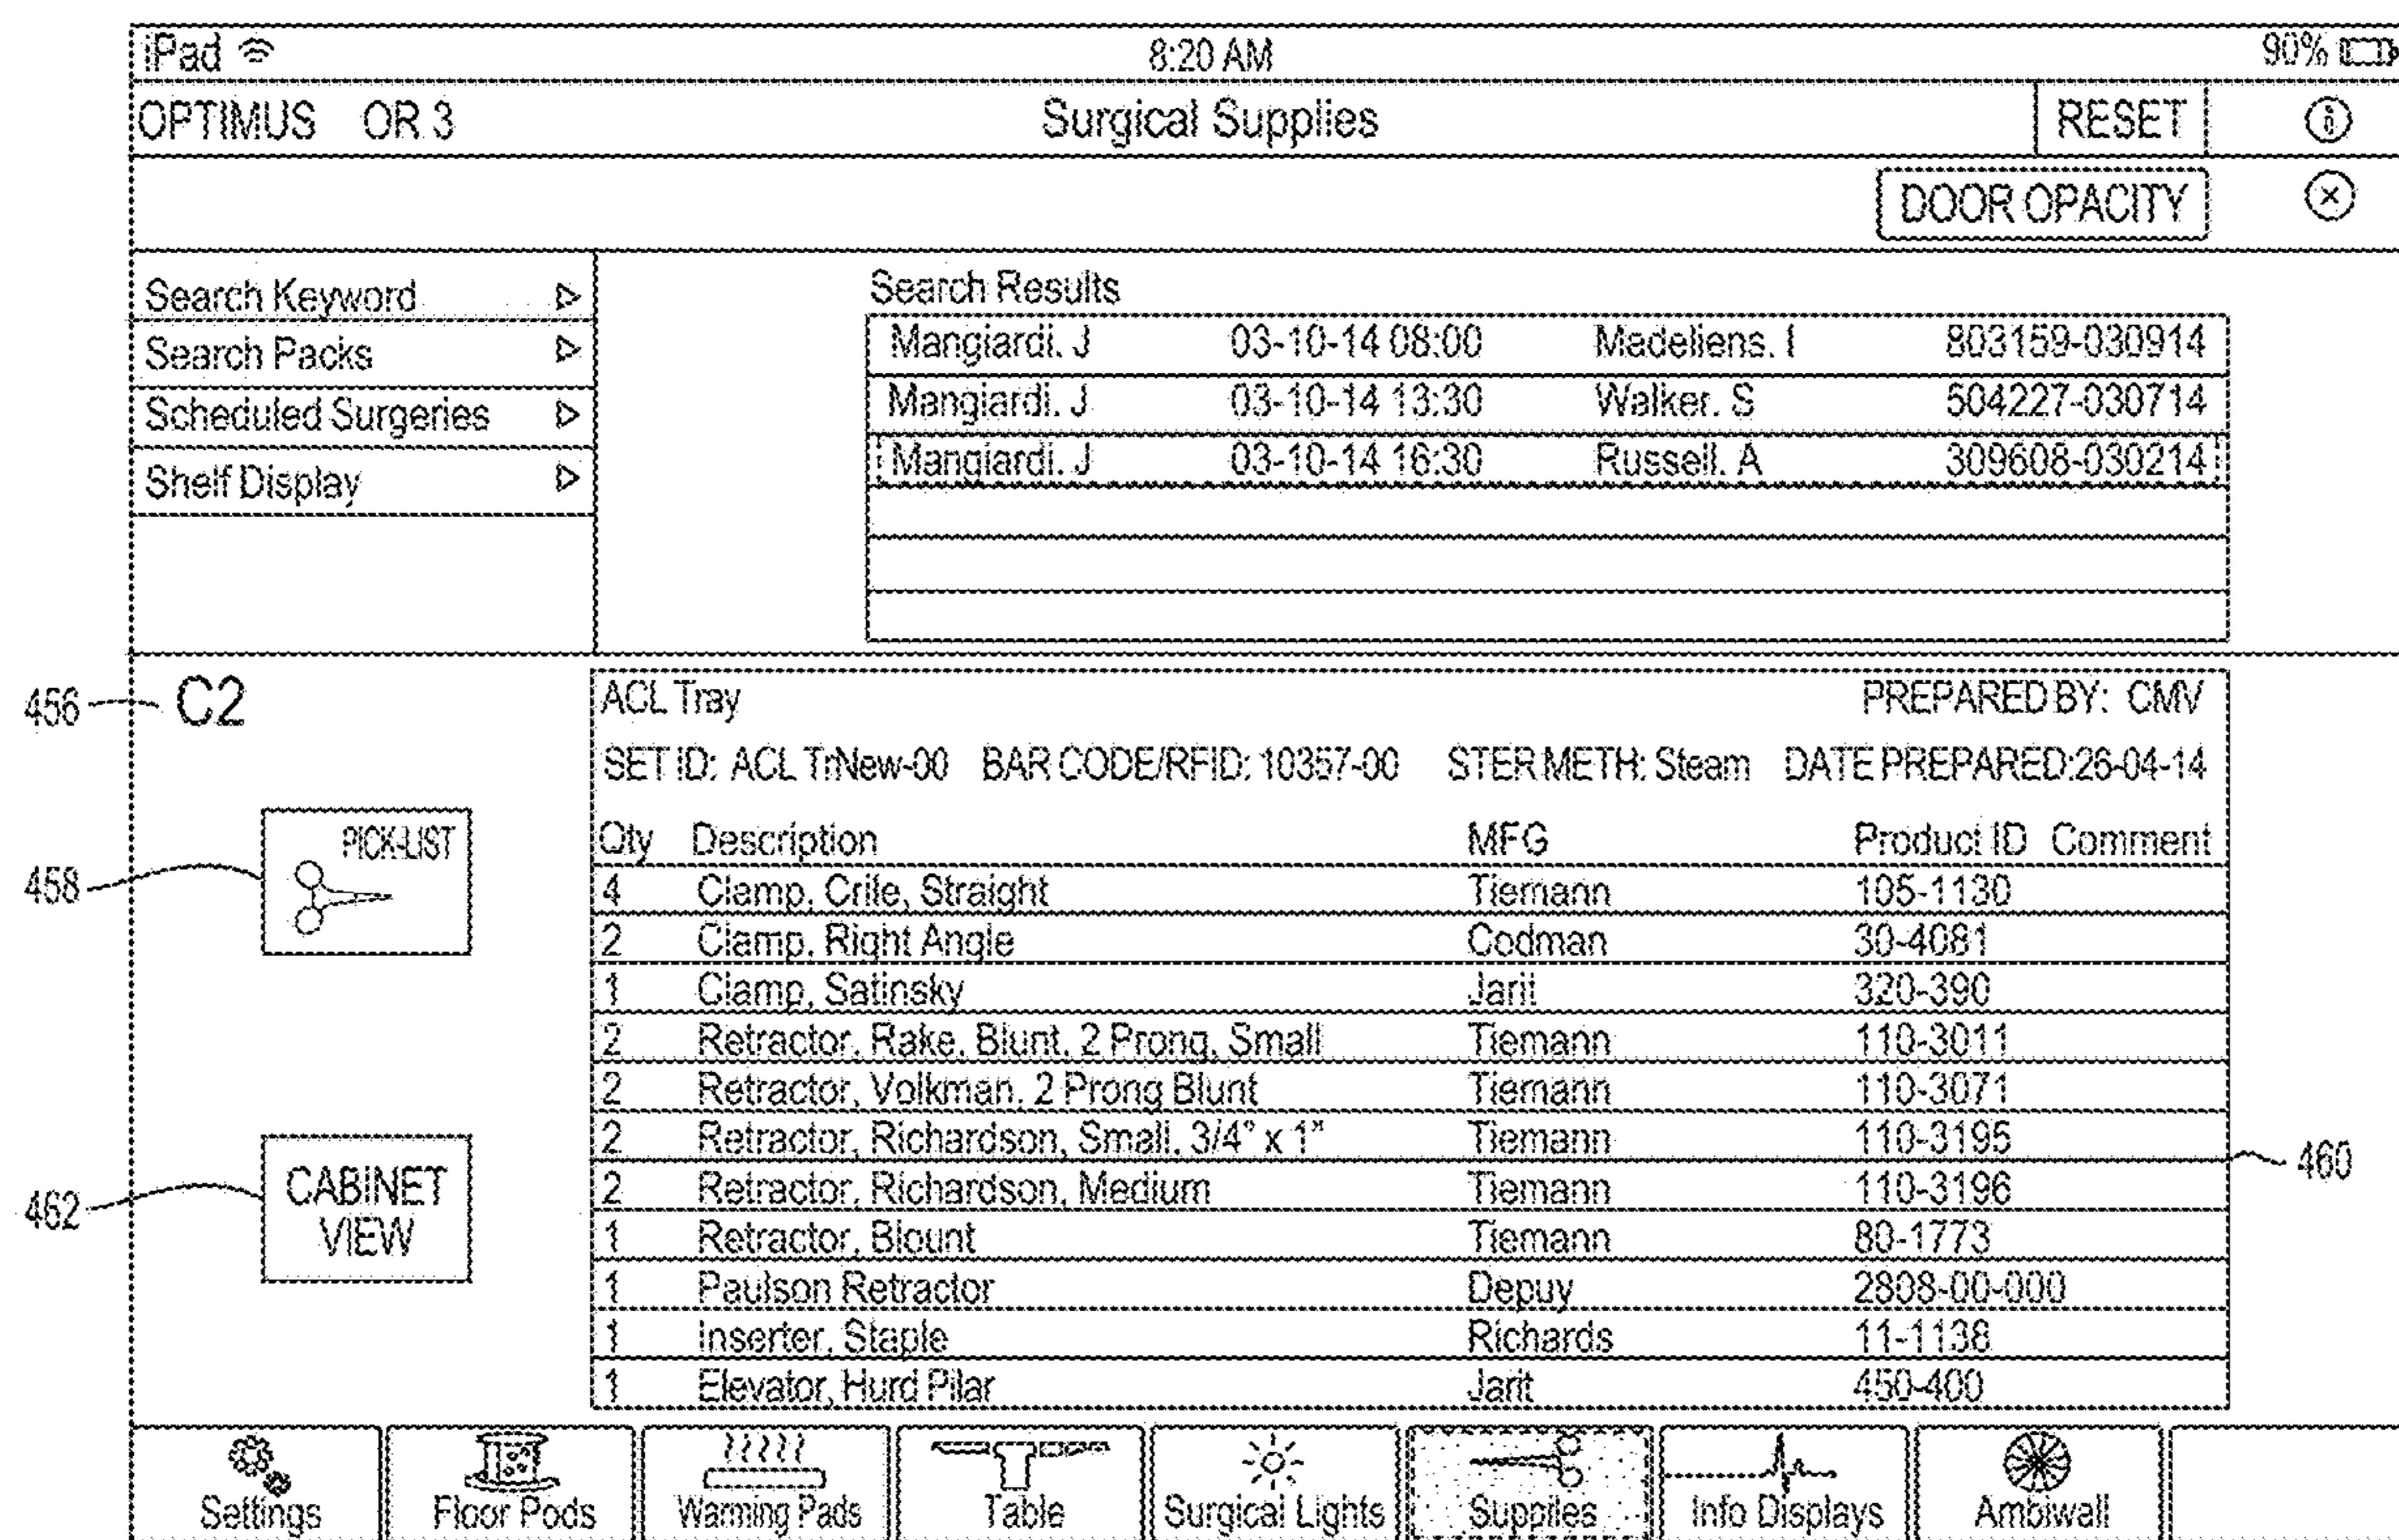 iPad 8:20 AM 90%
OPTIMUS OR 3 Surgical Supplies RESET i
DOOR OPACITY ×
Search Keyword
Search Packs
Scheduled Surgeries
Shelf Display
Search Results
Mangiardi. J 03-10-14 08:00 Madeliens. I 803159-030914
Mangiardi. J 03-10-14 13:30 Walker. S 504227-030714
Mangiardi. J 03-10-14 16:30 Russell. A 309608-030214
456 C2
458 PICK-LIST
462 CABINET
VIEW
ACL Tray PREPARED BY: CMV
SET ID: ACL TrNew-00 BAR CODE/RFID: 10357-00 STER METH: Steam DATE PREPARED:26-04-14
Qty Description MFG Product ID Comment
4 Clamp, Crile, Straight Tiemann 105-1130
2 Clamp, Right Angle Codman 30-4081
1 Clamp, Satinsky Jarit 320-390
2 Retractor, Rake, Blunt, 2 Prong, Small Tiemann 110-3011
2 Retractor, Volkman, 2 Prong Blunt Tiemann 110-3071
2 Retractor, Richardson, Small, 3/4" x 1" Tiemann 110-3195
2 Retractor, Richardson, Medium Tiemann 110-3196
1 Retractor, Blount Tiemann 80-1773
1 Paulson Retractor Depuy 2808-00-000
1 Inserter, Staple Richards 11-1138
1 Elevator, Hurd Pilar Jarit 450-400
460
Settings Floor Pods Warming Pads Table Surgical Lights Supplies Info Displays Ambiwall